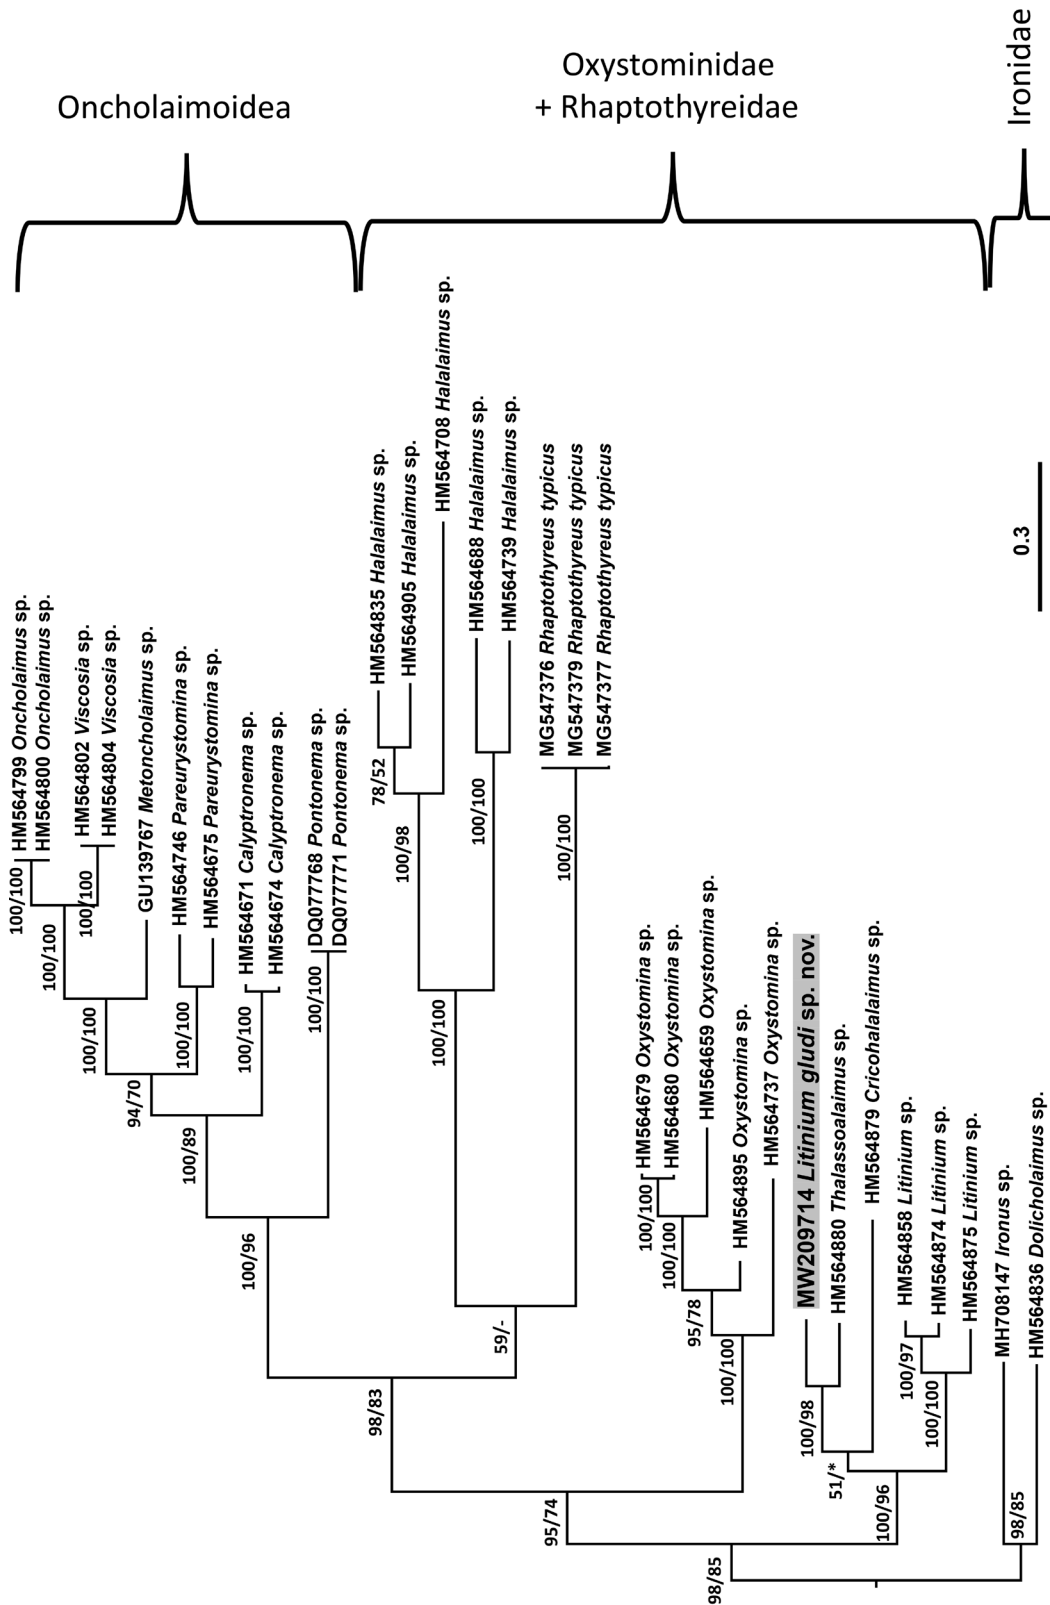 Oncholaimoidea
Oxystominidae
+ Rhaptothyreidae
Ironidae
HM564799 Oncholaimus sp.
HM564800 Oncholaimus sp.
HM564802 Viscosia sp.
HM564804 Viscosia sp.
GU139767 Metoncholaimus sp.
HM564746 Pareurystomina sp.
HM564675 Pareurystomina sp.
HM564671 Calyptronema sp.
HM564674 Calyptronema sp.
DQ077768 Pontonema sp.
DQ077771 Pontonema sp.
HM564835 Halalaimus sp.
HM564905 Halalaimus sp.
HM564708 Halalaimus sp.
HM564688 Halalaimus sp.
HM564739 Halalaimus sp.
MG547376 Rhaptothyreus typicus
MG547379 Rhaptothyreus typicus
MG547377 Rhaptothyreus typicus
HM564679 Oxystomina sp.
HM564680 Oxystomina sp.
HM564659 Oxystomina sp.
HM564895 Oxystomina sp.
HM564737 Oxystomina sp.
MW209714 Litinium gludi sp. nov.
HM564880 Thalassoalaimus sp.
HM564879 Cricohalalaimus sp.
HM564858 Litinium sp.
HM564874 Litinium sp.
HM564875 Litinium sp.
MH708147 Ironus sp.
HM564836 Dolicholaimus sp.
100/100
100/100
100/100
100/100
100/100
94/70
100/100
100/89
100/100
100/96
78/52
100/98
100/100
100/100
100/100
59/-
98/83
100/100
100/100
95/78
100/100
95/74
100/98
51/*
100/97
100/100
100/96
98/85
98/85
0.3